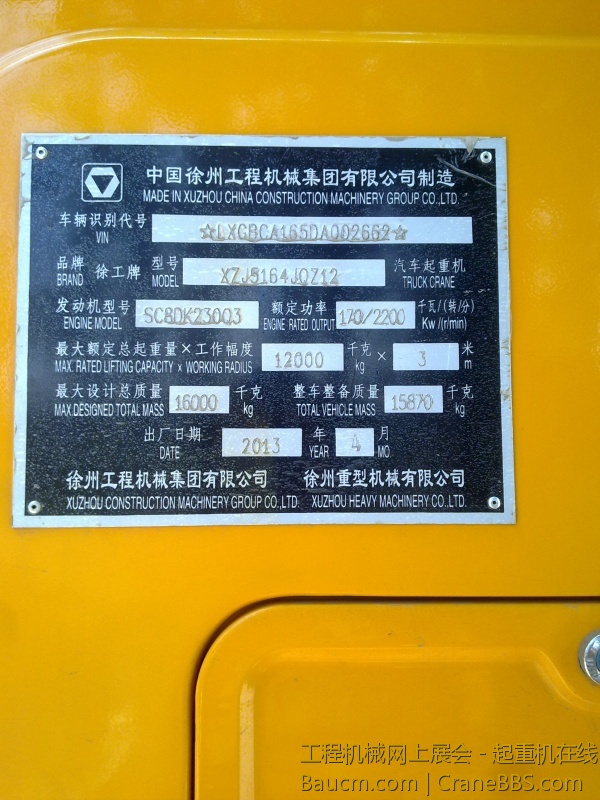 中国徐州工程机械集团有限公司制造
MADE IN XUZHOU CHINA CONSTRUCTION MACHINERY GROUP CO.,LTD.
车辆识别代号 ☆LXGBCA165DA002662☆
VIN
品牌 徐工牌 型号 XZJ5164JQZ12 汽车起重机
BRAND MODEL TRUCK CRANE
发动机型号 SC8DK230Q3 额定功率 170/2200 千瓦/(转/分)
ENGINE MODEL ENGINE RATED OUTPUT Kw/(r/min)
最大额定总起重量×工作幅度 12000 千克 × 3 米
MAX. RATED LIFTING CAPACITY × WORKING RADIUS kg m
最大设计总质量 16000 千克 整车整备质量 15870 千克
MAX.DESIGNED TOTAL MASS kg TOTAL VEHICLE MASS kg
出厂日期 2013 年 4 月
DATE YEAR MO.
徐州工程机械集团有限公司 徐州重型机械有限公司
XUZHOU CONSTRUCTION MACHINERY GROUP CO.,LTD. XUZHOU HEAVY MACHINERY CO.,LTD.
工程机械网上展会 - 起重机在线
Baucm.com | CraneBBS.com